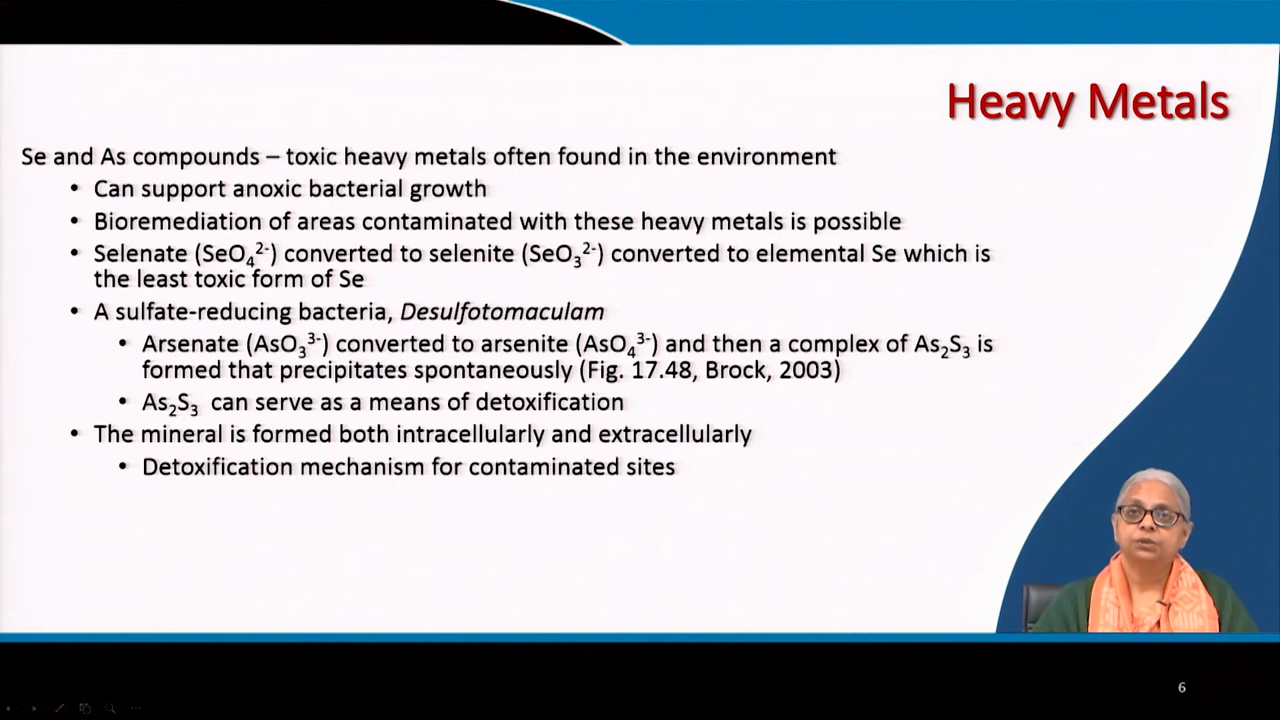 Heavy Metals
Se and As compounds – toxic heavy metals often found in the environment
• Can support anoxic bacterial growth
• Bioremediation of areas contaminated with these heavy metals is possible
• Selenate (SeO₄²⁻) converted to selenite (SeO₃²⁻) converted to elemental Se which is
the least toxic form of Se
• A sulfate-reducing bacteria, Desulfotomaculam
• Arsenate (AsO₃³⁻) converted to arsenite (AsO₄³⁻) and then a complex of As₂S₃ is
formed that precipitates spontaneously (Fig. 17.48, Brock, 2003)
• As₂S₃ can serve as a means of detoxification
• The mineral is formed both intracellularly and extracellularly
• Detoxification mechanism for contaminated sites
6